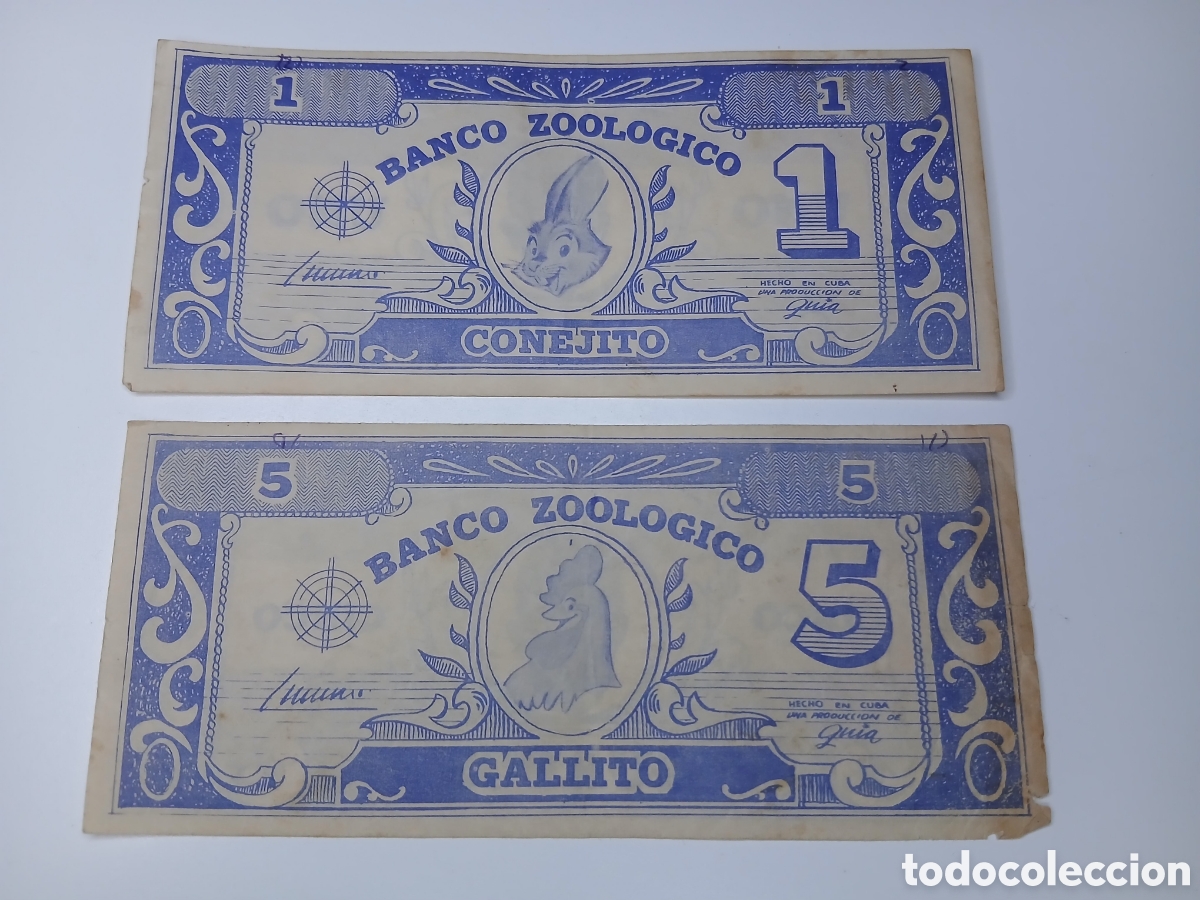 1 1
BANCO ZOOLOGICO
1
HECHO EN CUBA
UNA PRODUCCION DE
guia
CONEJITO
5 5
BANCO ZOOLOGICO
5
HECHO EN CUBA
UNA PRODUCCION DE
guia
GALLITO
todocoleccion